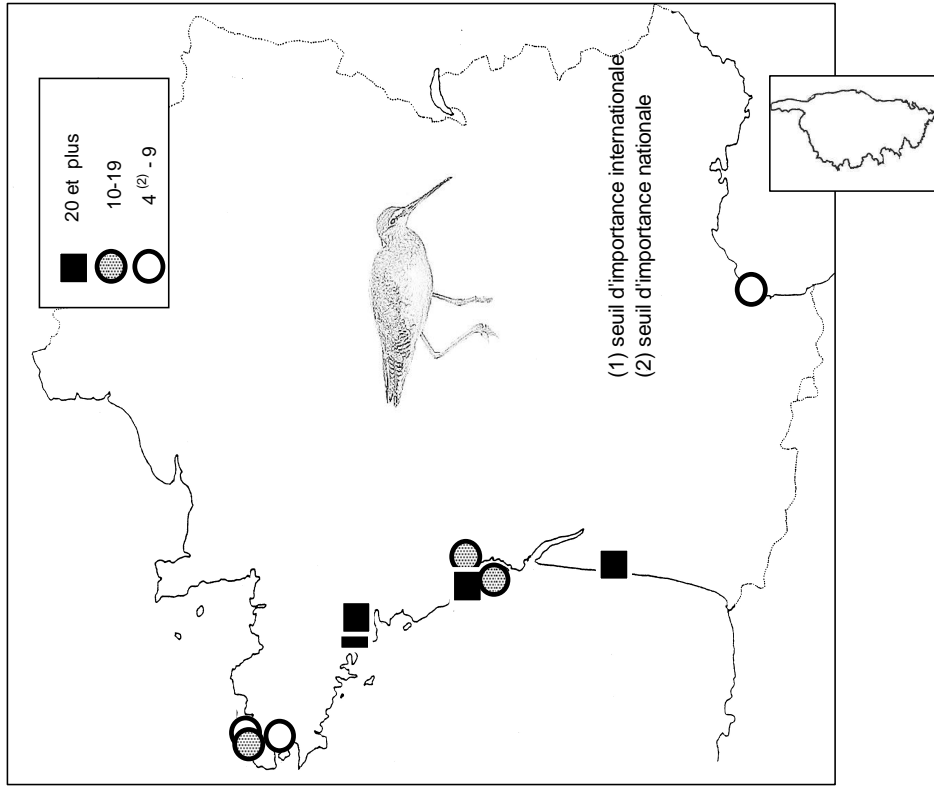 20 et plus
10-19
4 (2) - 9
(1) seuil d'importance internationale
(2) seuil d'importance nationale